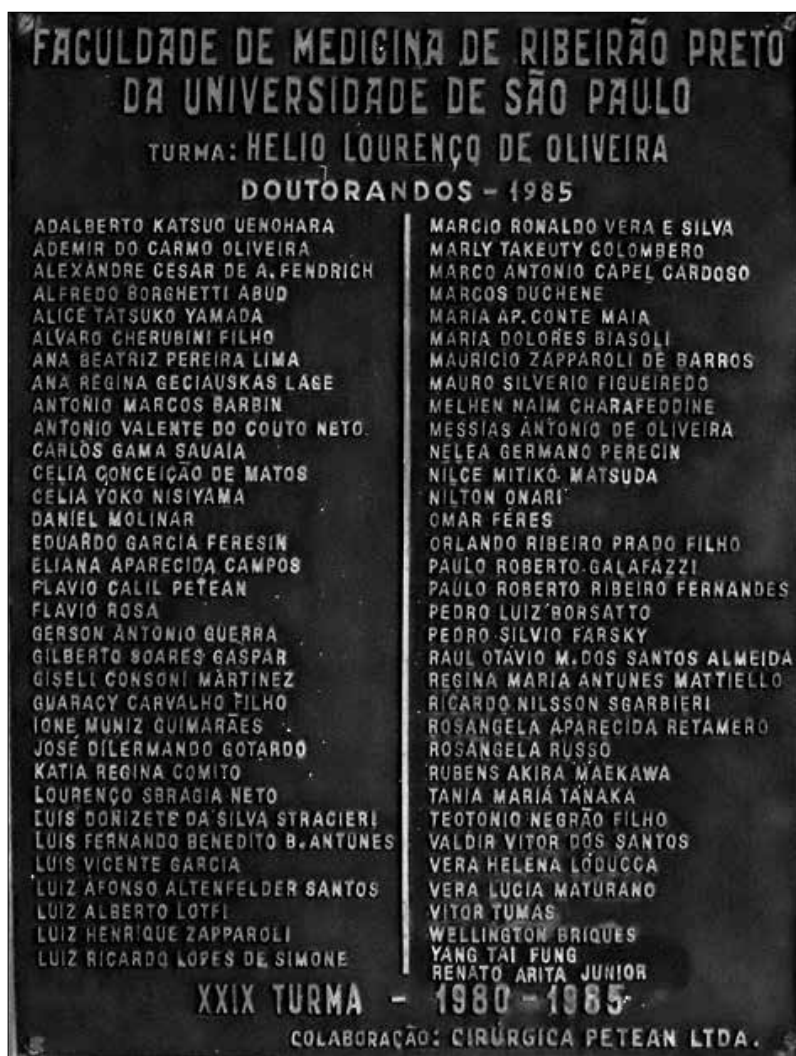 FACULDADE DE MEDICINA DE RIBEIRÃO PRETO
DA UNIVERSIDADE DE SÃO PAULO
TURMA: HELIO LOURENÇO DE OLIVEIRA
DOUTORANDOS - 1985
ADALBERTO KATSUO UENOHARA
ADEMIR DO CARMO OLIVEIRA
ALEXANDRE CESAR DE A. FENDRICH
ALFREDO BORGHETTI ABUD
ALICE TATSUKO YAMADA
ALVARO CHERUBINI FILHO
ANA BEATRIZ PEREIRA LIMA
ANA REGINA GECIAUSKAS LAGE
ANTONIO MARCOS BARBIN
ANTONIO VALENTE DO COUTO NETO
CARLOS GAMA SAUAIA
CELIA CONCEIÇÃO DE MATOS
CELIA YOKO NISIYAMA
DANIEL MOLINAR
EDUARDO GARCIA FERESIN
ELIANA APARECIDA CAMPOS
FLAVIO CALIL PETEAN
FLAVIO ROSA
GERSON ANTONIO GUERRA
GILBERTO SOARES GASPAR
GISELI CONSONI MARTINEZ
GUARACY CARVALHO FILHO
IONE MUNIZ GUIMARÃES
JOSÉ DILERMANDO GOTARDO
KATIA REGINA COMITO
LOURENÇO SBRAGIA NETO
LUIS DONIZETE DA SILVA STRACIERI
LUIS FERNANDO BENEDITO B. ANTUNES
LUIS VICENTE GARCIA
LUIZ AFONSO ALTENFELDER SANTOS
LUIZ ALBERTO LOTFI
LUIZ HENRIQUE ZAPPAROLI
LUIZ RICARDO LOPES DE SIMONE
MARCIO RONALDO VERA E SILVA
MARLY TAKEUTY COLOMBERO
MARCO ANTONIO CAPEL CARDOSO
MARCOS DUCHENE
MARIA AP. CONTE MAIA
MARIA DOLORES BIASOLI
MAURICIO ZAPPAROLI DE BARROS
MAURO SILVERIO FIGUEIREDO
MELHEN NAIM CHARAFEDDINE
MESSIAS ANTONIO DE OLIVEIRA
NELEA GERMANO PERECIN
NILCE MITIKO MATSUDA
NILTON ONARI
OMAR FÉRES
ORLANDO RIBEIRO PRADO FILHO
PAULO ROBERTO GALAFAZZI
PAULO ROBERTO RIBEIRO FERNANDES
PEDRO LUIZ BORSATTO
PEDRO SILVIO FARSKY
RAUL OTAVIO M. DOS SANTOS ALMEIDA
REGINA MARIA ANTUNES MATTIELLO
RICARDO NILSSON SGARBIERI
ROSANGELA APARECIDA RETAMERO
ROSANGELA RUSSO
RUBENS AKIRA MAEKAWA
TANIA MARIA TANAKA
TEOTONIO NEGRÃO FILHO
VALDIR VITOR DOS SANTOS
VERA HELENA LODUCCA
VERA LUCIA MATURANO
VITOR TUMAS
WELLINGTON BRIQUES
YANG TAI FUNG
RENATO ARITA JUNIOR
XXIX TURMA - 1980-1985
COLABORAÇÃO: CIRÚRGICA PETEAN LTDA.